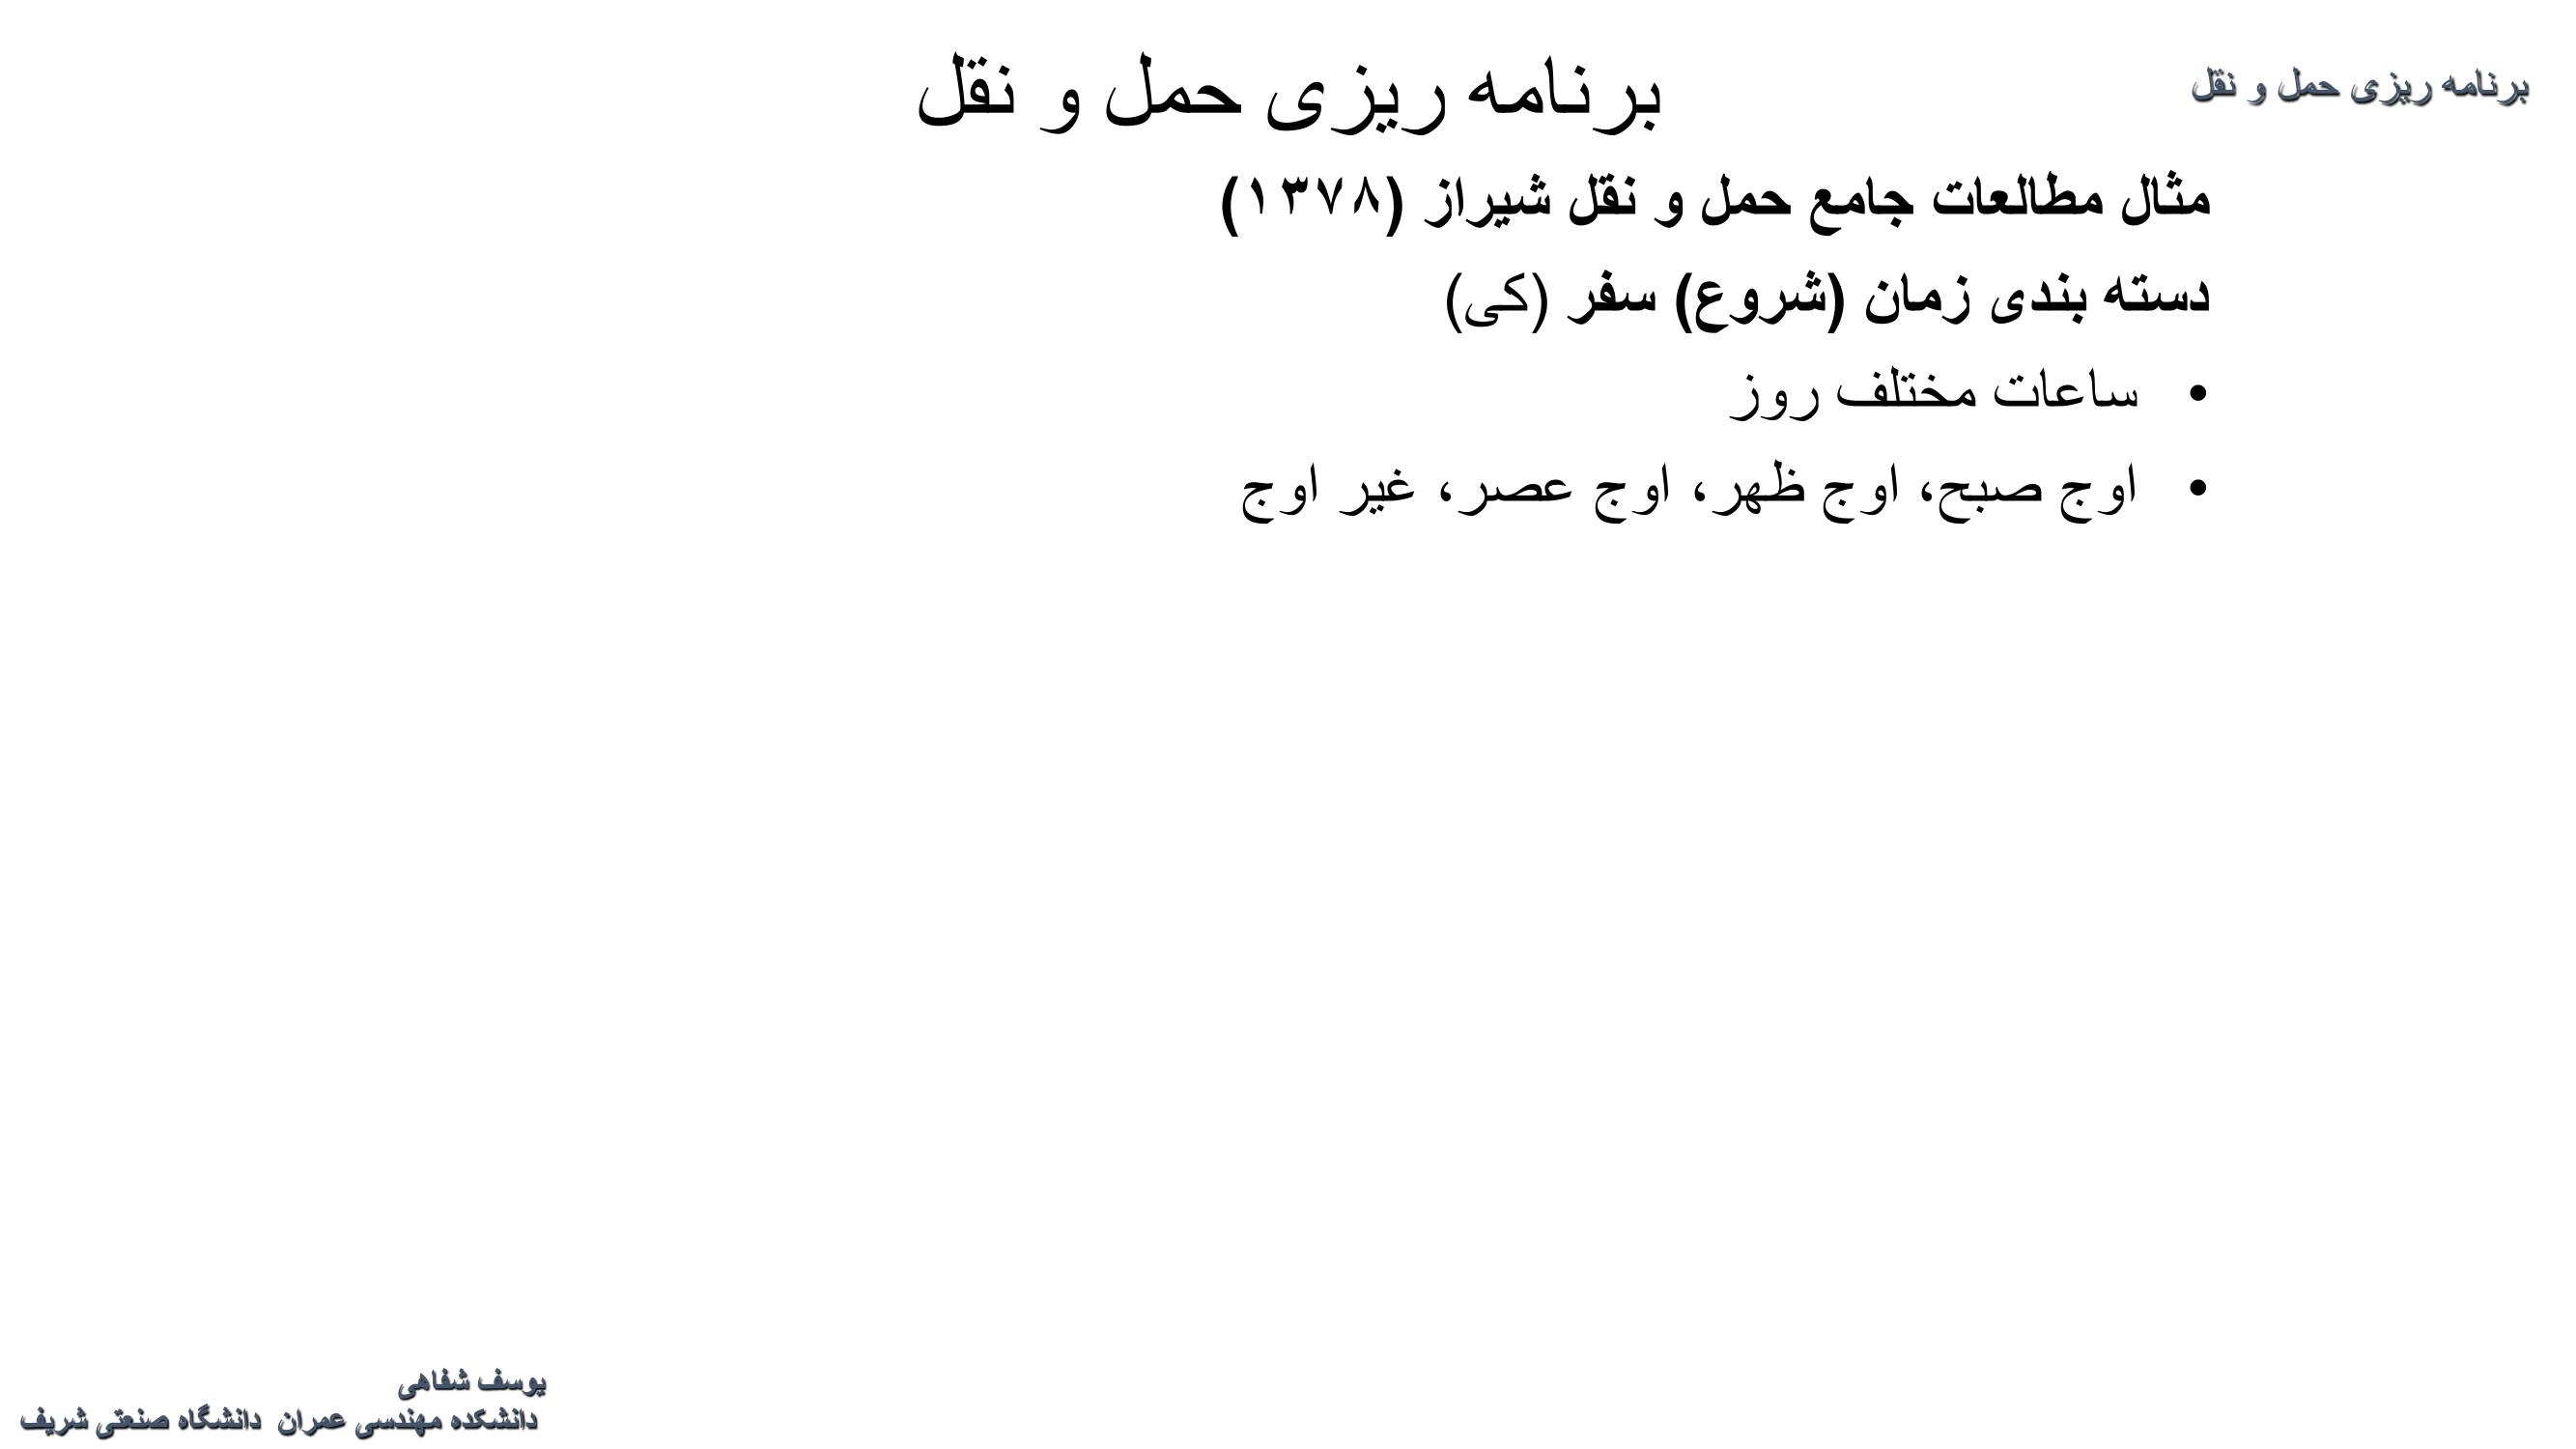 برنامه ریزی حمل و نقل
برنامه ریزی حمل و نقل
مثال مطالعات جامع حمل و نقل شیراز (۱۳۷۸)
دسته بندی زمان (شروع) سفر (کی)
• ساعات مختلف روز
• اوج صبح، اوج ظهر، اوج عصر، غیر اوج
یوسف شفاهی
دانشکده مهندسی عمران دانشگاه صنعتی شریف